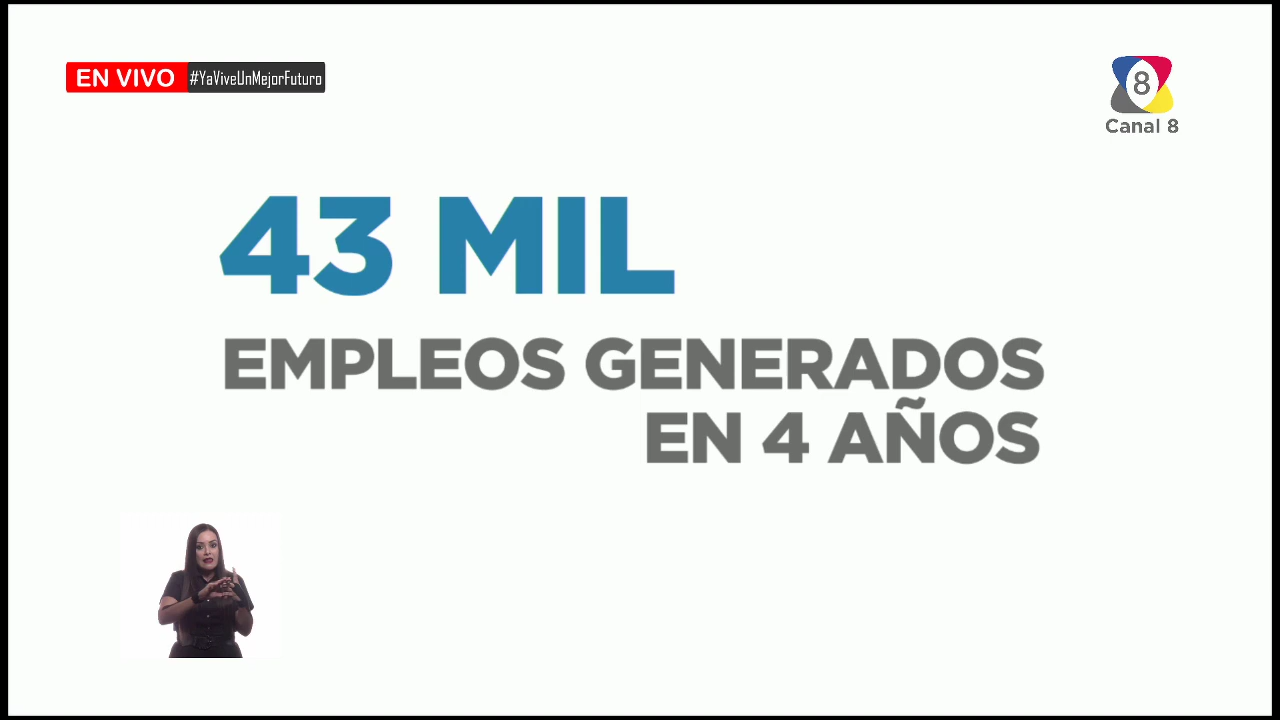 EN VIVO #YaViveUnMejorFuturo
8
Canal 8
43 MIL
EMPLEOS GENERADOS
EN 4 AÑOS